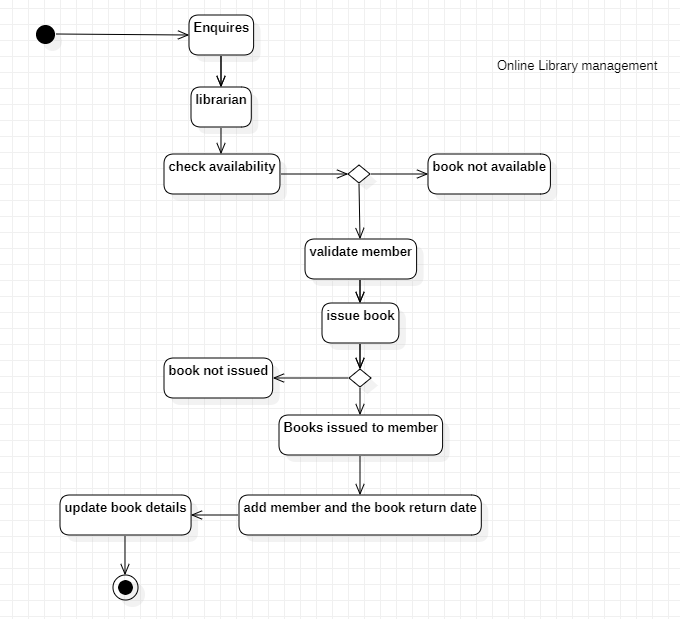 Enquires
Online Library management
librarian
check availability
book not available
validate member
issue book
book not issued
Books issued to member
update book details
add member and the book return date